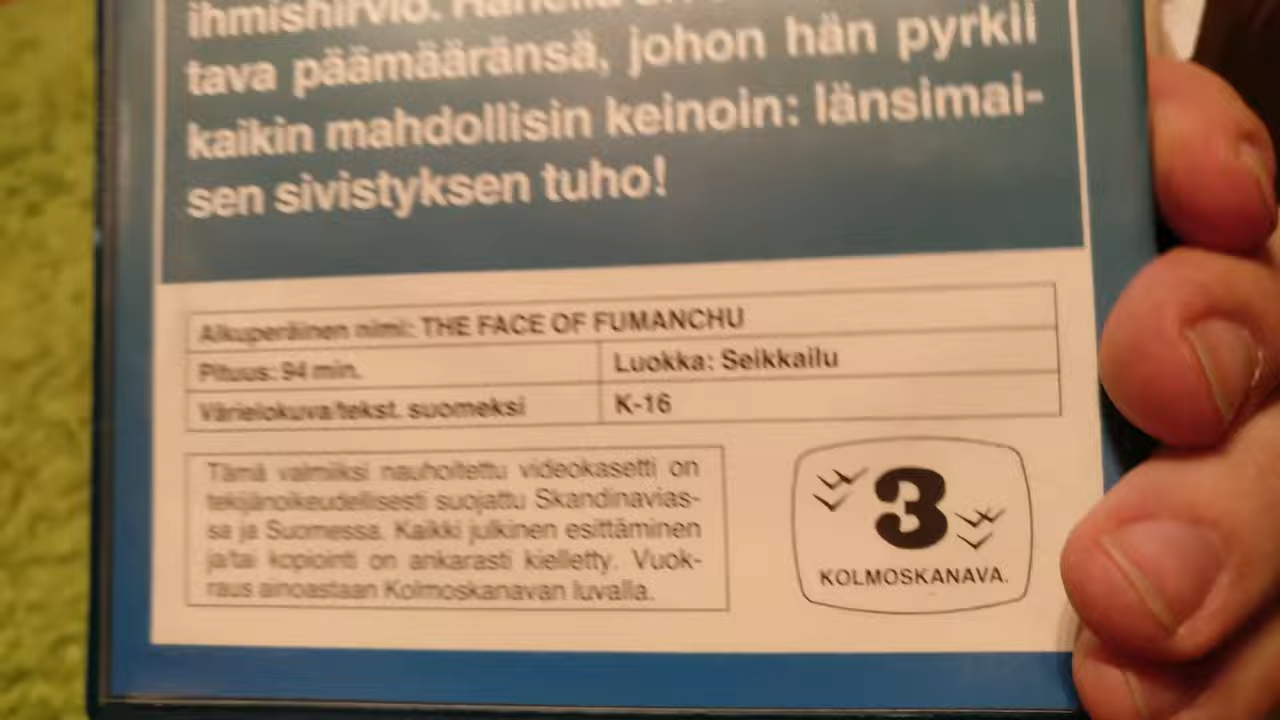 ihmishirviö. Hänellä on
tava päämääränsä, johon hän pyrkii
kaikin mahdollisin keinoin: länsimai-
sen sivistyksen tuho!
Alkuperäinen nimi: THE FACE OF FUMANCHU
Pituus: 94 min.
Luokka: Seikkailu
Värielokuva/tekst. suomeksi
K-16
Tämä valmiiksi nauhoitettu videokasetti on
tekijänoikeudellisesti suojattu Skandinavias-
sa ja Suomessa. Kaikki julkinen esittäminen
ja/tai kopiointi on ankarasti kielletty. Vuok-
raus ainoastaan Kolmoskanavan luvalla.
3
KOLMOSKANAVA.